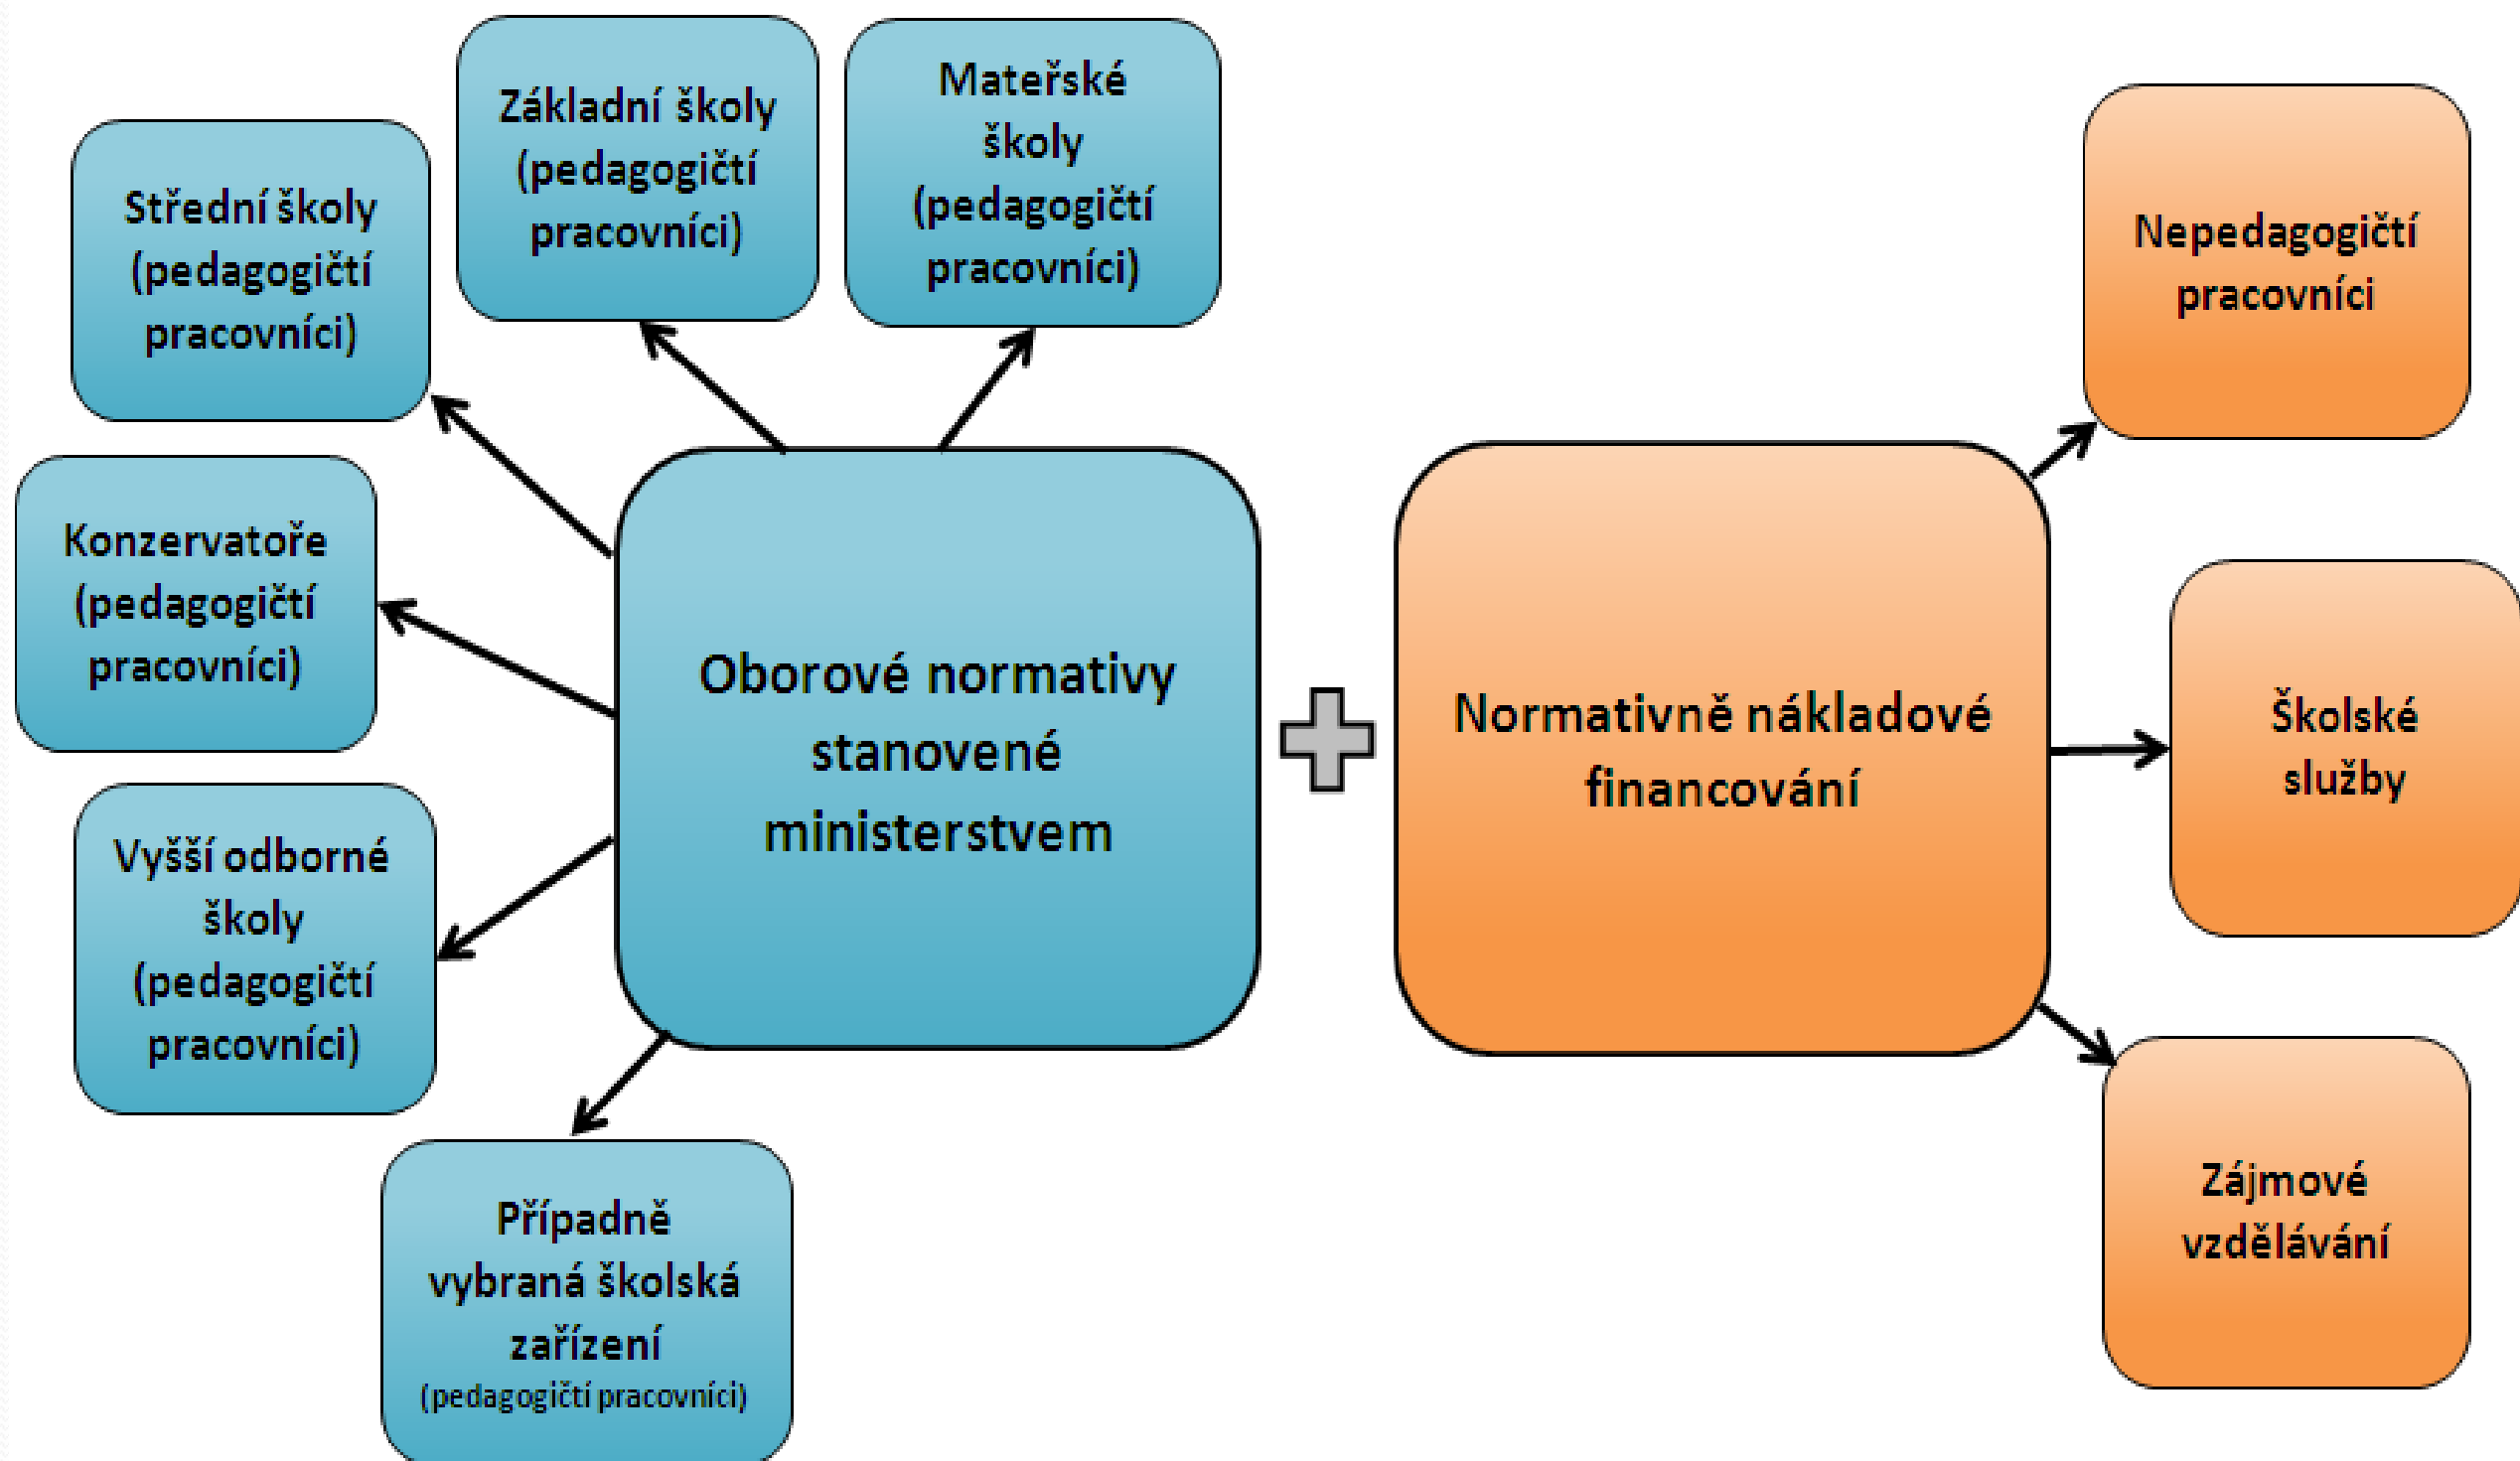 Základní školy
(pedagogičtí
pracovníci)
Mateřské
školy
(pedagogičtí
pracovníci)
Střední školy
(pedagogičtí
pracovníci)
Konzervatoře
(pedagogičtí
pracovníci)
Vyšší odborné
školy
(pedagogičtí
pracovníci)
Případně
vybraná školská
zařízení
(pedagogičtí pracovníci)
Oborové normativy
stanovené
ministerstvem
Normativně nákladové
financování
Nepedagogičtí
pracovníci
Školské
služby
Zájmové
vzdělávání